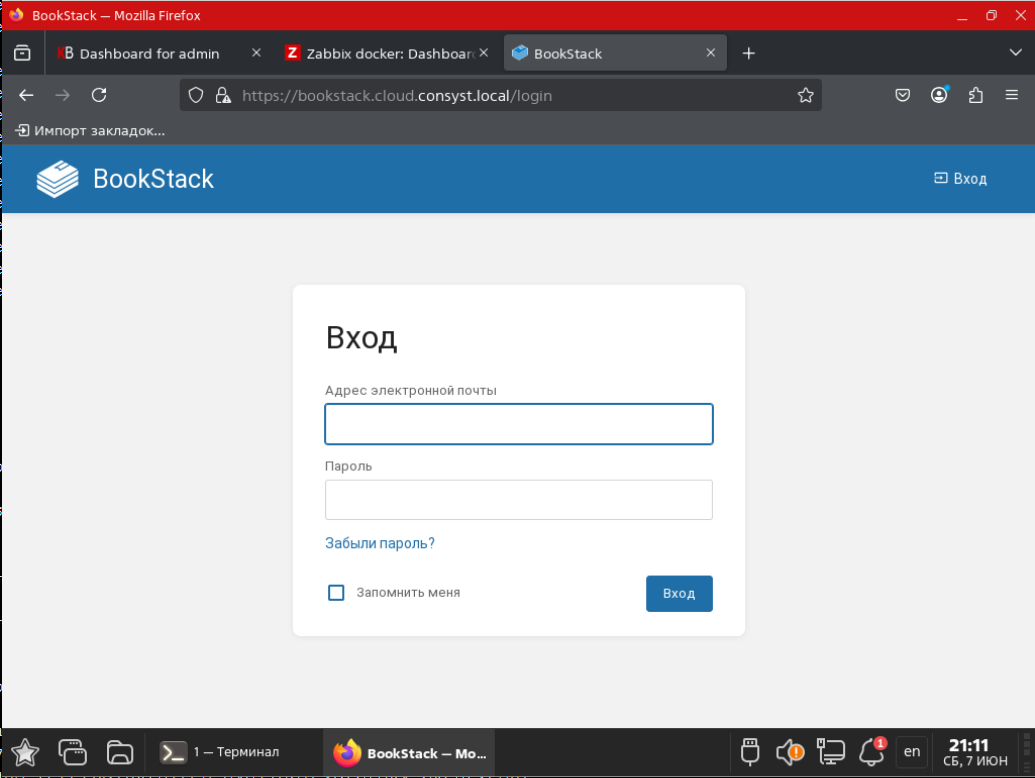 BookStack — Mozilla Firefox
Dashboard for admin
Zabbix docker: Dashboard
BookStack
https://bookstack.cloud.consyst.local/login
Импорт закладок...
BookStack
Вход
Вход
Адрес электронной почты
Пароль
Забыли пароль?
Запомнить меня
Вход
1 — Терминал
BookStack — Mo...
1
en
21:11
СБ, 7 ИЮН